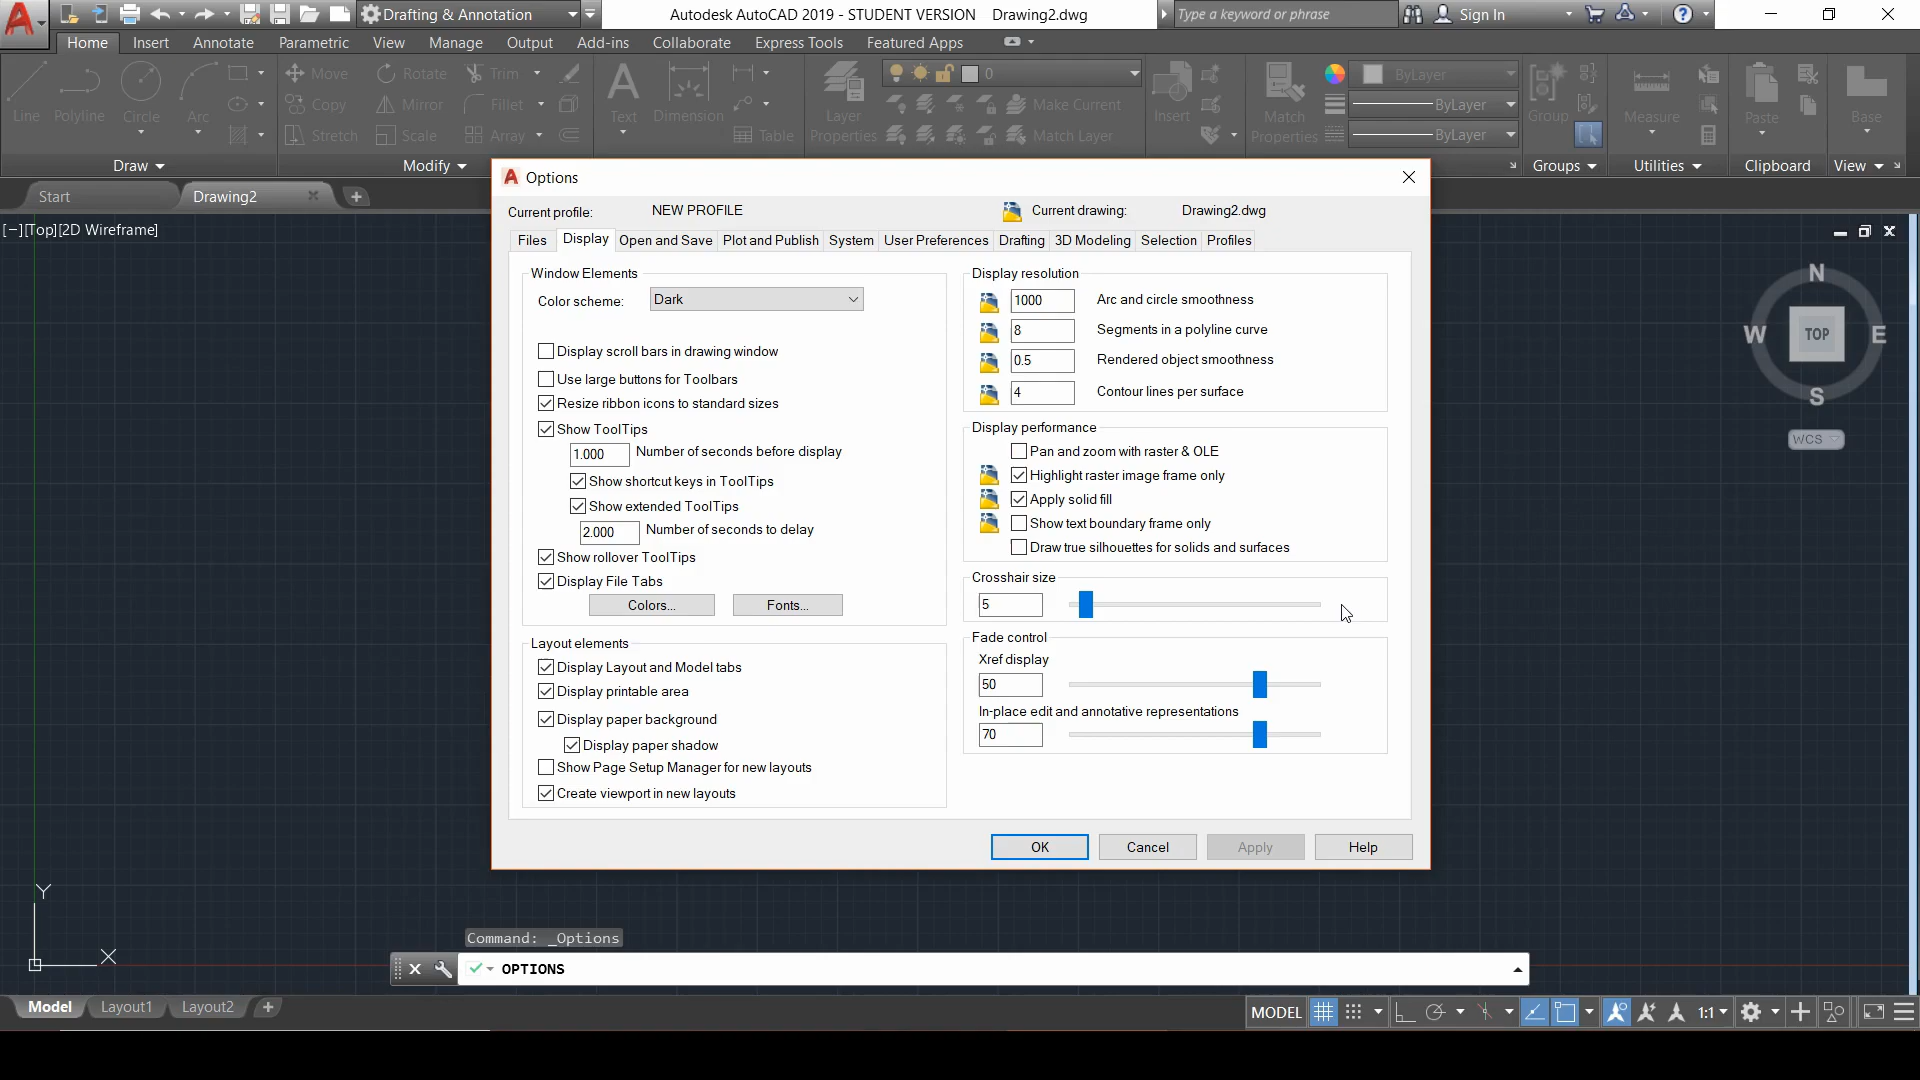 Drafting & Annotation
Autodesk AutoCAD 2019 - STUDENT VERSION Drawing2.dwg
Type a keyword or phrase
Sign In
Home Insert Annotate Parametric View Manage Output Add-ins Collaborate Express Tools Featured Apps
Line Polyline Circle Arc
Move Rotate Trim
Copy Mirror Fillet
Stretch Scale Array
Text Dimension Table
Layer Properties
0
Make Current
Match Layer
Insert
Match Properties
ByLayer
ByLayer
ByLayer
Group Measure Paste Base
Draw Modify Groups Utilities Clipboard View
Start Drawing2
[−][Top][2D Wireframe]
Options
Current profile: NEW PROFILE Current drawing: Drawing2.dwg
Files Display Open and Save Plot and Publish System User Preferences Drafting 3D Modeling Selection Profiles
Window Elements
Color scheme: Dark
Display scroll bars in drawing window
Use large buttons for Toolbars
Resize ribbon icons to standard sizes
Show ToolTips
1.000 Number of seconds before display
Show shortcut keys in ToolTips
Show extended ToolTips
2.000 Number of seconds to delay
Show rollover ToolTips
Display File Tabs
Colors... Fonts...
Layout elements
Display Layout and Model tabs
Display printable area
Display paper background
Display paper shadow
Show Page Setup Manager for new layouts
Create viewport in new layouts
Display resolution
1000 Arc and circle smoothness
8 Segments in a polyline curve
0.5 Rendered object smoothness
4 Contour lines per surface
Display performance
Pan and zoom with raster & OLE
Highlight raster image frame only
Apply solid fill
Show text boundary frame only
Draw true silhouettes for solids and surfaces
Crosshair size
5
Fade control
Xref display
50
In-place edit and annotative representations
70
OK Cancel Apply Help
N
W TOP E
S
WCS
Y
X
Command: _Options
OPTIONS
Model Layout1 Layout2
MODEL 1:1